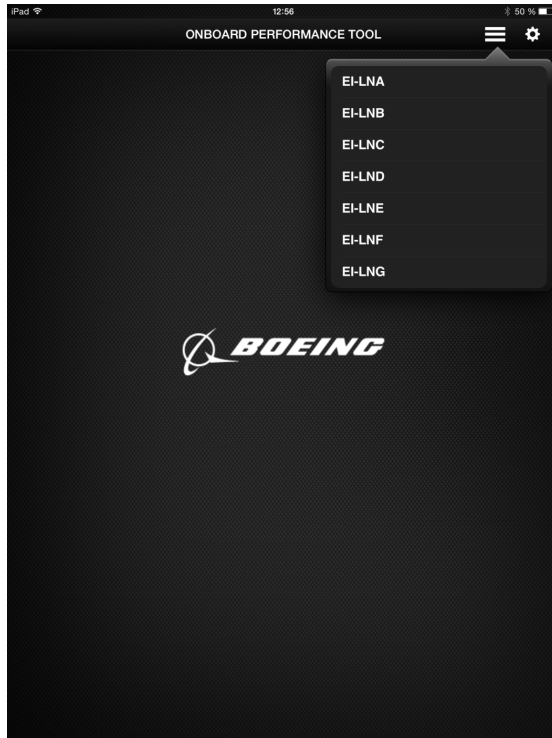 iPad 12:56 50 %
ONBOARD PERFORMANCE TOOL
EI-LNA
EI-LNB
EI-LNC
EI-LND
EI-LNE
EI-LNF
EI-LNG
BOEING